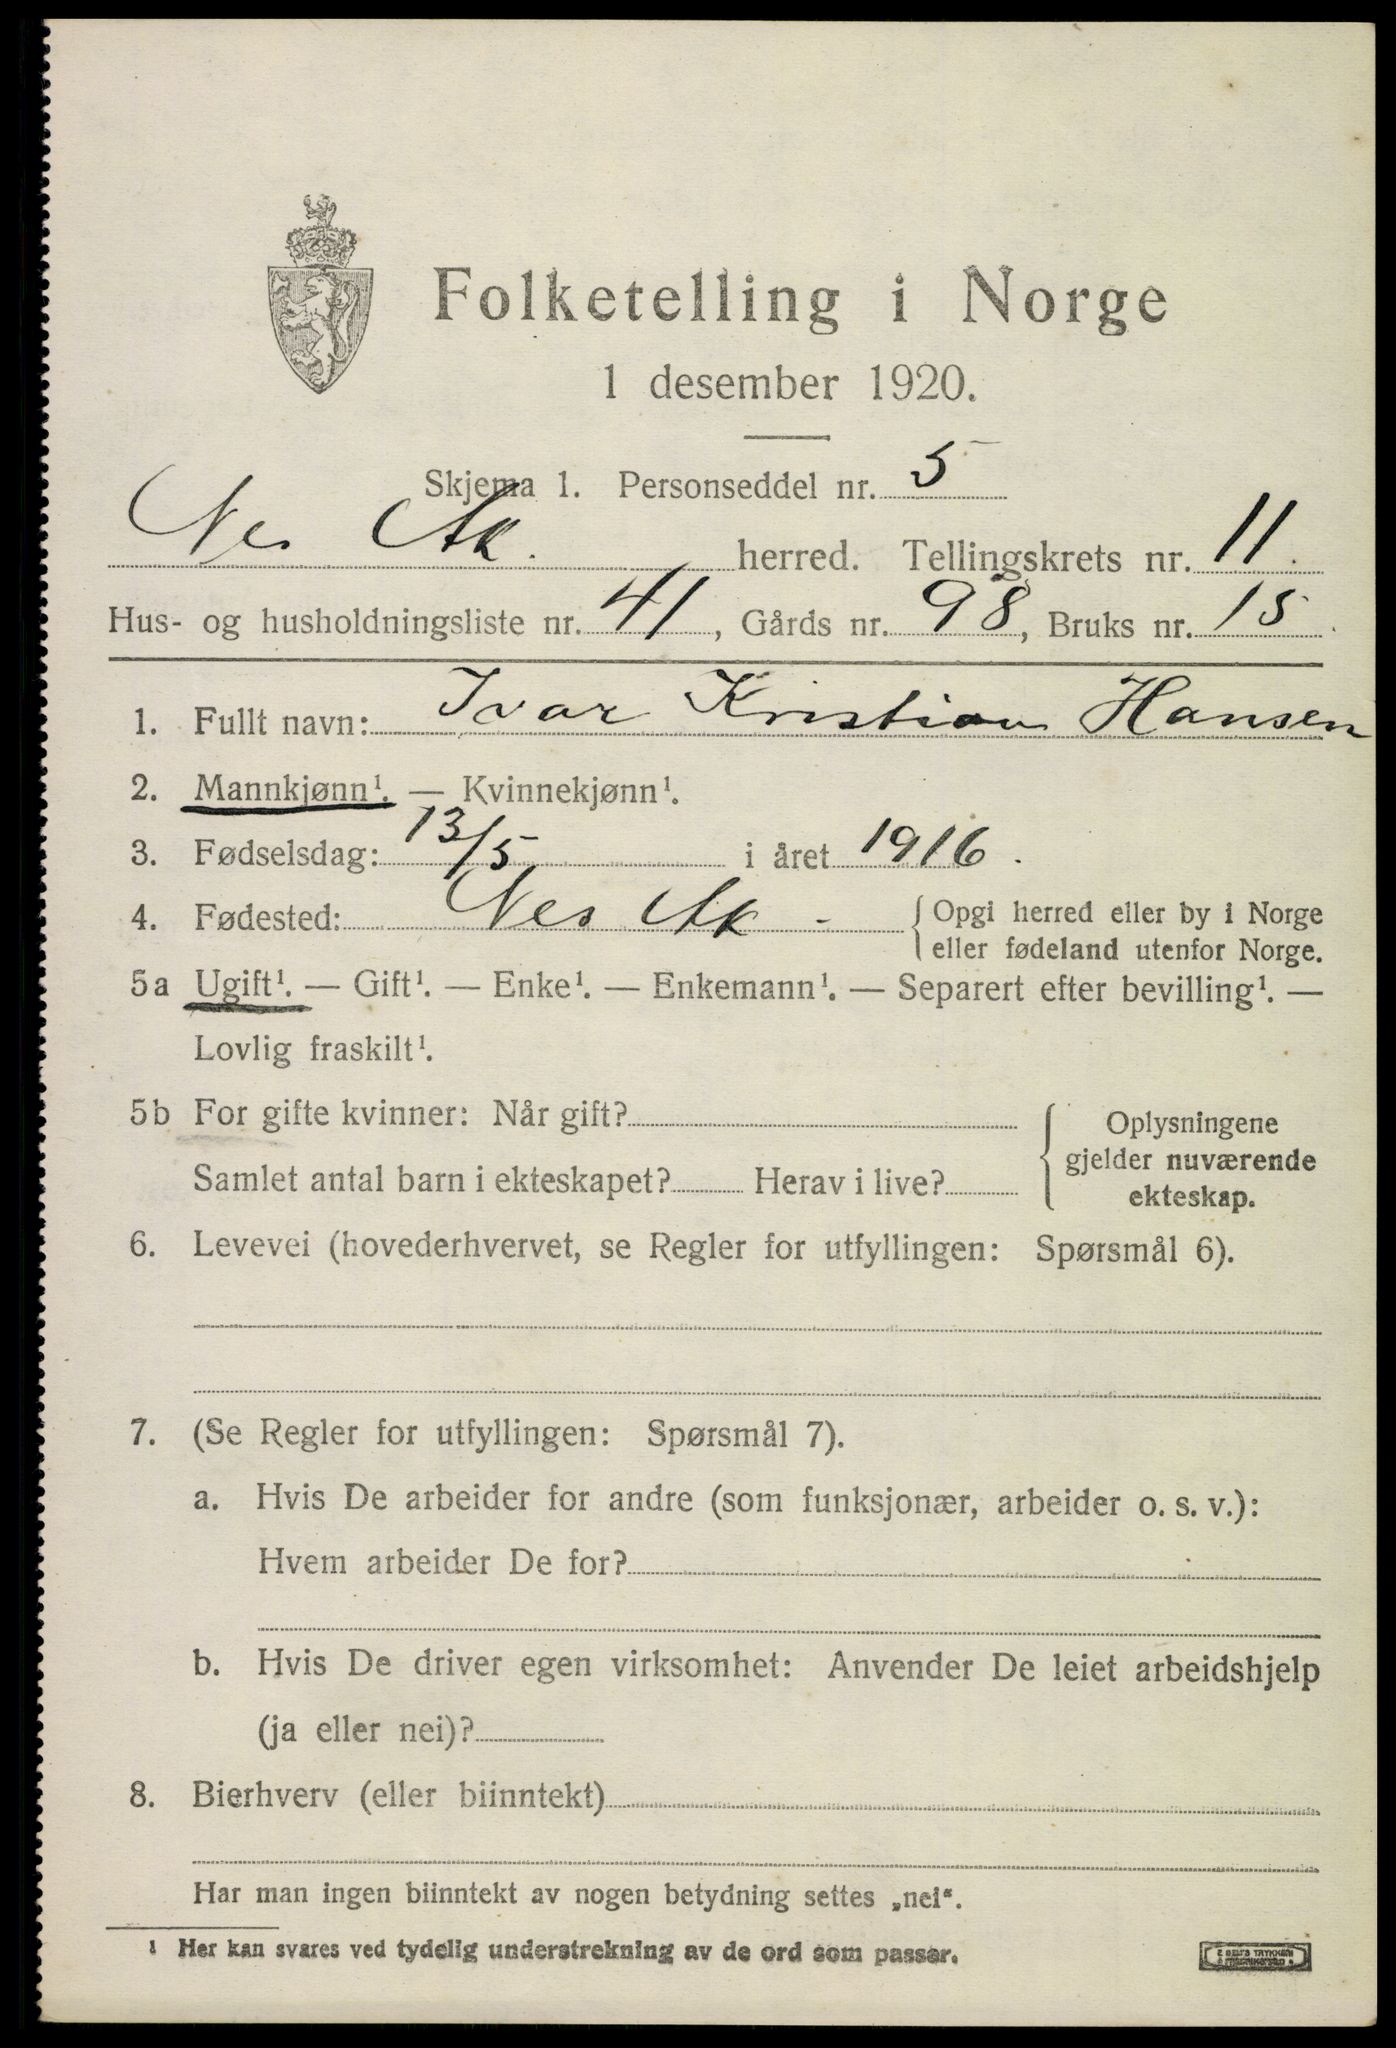 Folketelling i Norge
1 desember 1920.
Skjema 1. Personseddel nr. 5
Nes Ak. herred. Tellingskrets nr. 11.
Hus- og husholdningsliste nr. 41, Gårds nr. 98, Bruks nr. 15.
1. Fullt navn: Ivar Kristian Hansen
2. Mannkjønn¹. — Kvinnekjønn¹.
3. Fødselsdag: 13/5 i året 1916.
4. Fødested: Nes Ak - { Opgi herred eller by i Norge
eller fødeland utenfor Norge.
5a Ugift¹. — Gift¹. — Enke¹. — Enkemann¹. — Separert efter bevilling¹. —
Lovlig fraskilt¹.
5b For gifte kvinner: Når gift?
Samlet antal barn i ekteskapet? Herav i live?
{ Oplysningene
gjelder nuværende
ekteskap.
6. Levevei (hovederhvervet, se Regler for utfyllingen: Spørsmål 6).
7. (Se Regler for utfyllingen: Spørsmål 7).
a. Hvis De arbeider for andre (som funksjonær, arbeider o. s. v.):
Hvem arbeider De for?
b. Hvis De driver egen virksomhet: Anvender De leiet arbeidshjelp
(ja eller nei)?
8. Bierhverv (eller biinntekt)
Har man ingen biinntekt av nogen betydning settes „nei“.
¹ Her kan svares ved tydelig understrekning av de ord som passer.